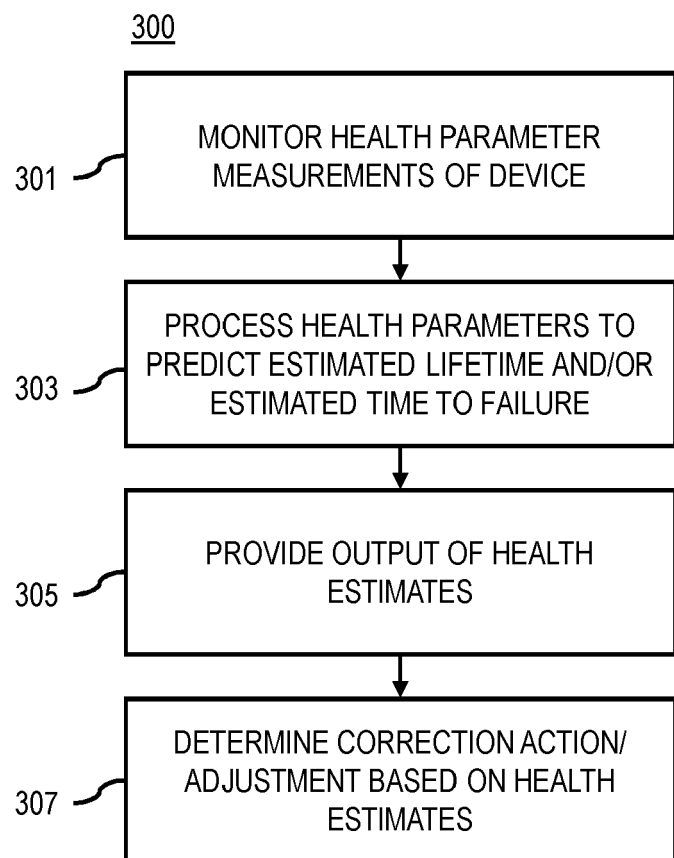 300
301
MONITOR HEALTH PARAMETER
MEASUREMENTS OF DEVICE
303
PROCESS HEALTH PARAMETERS TO
PREDICT ESTIMATED LIFETIME AND/OR
ESTIMATED TIME TO FAILURE
305
PROVIDE OUTPUT OF HEALTH
ESTIMATES
307
DETERMINE CORRECTION ACTION/
ADJUSTMENT BASED ON HEALTH
ESTIMATES